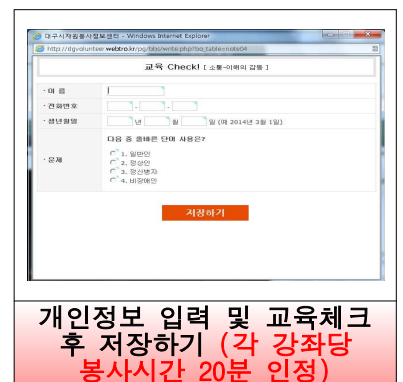 대구시자원봉사정보센터 - Windows Internet Explorer
http://dgvolunteer.webtro.kr/pg/bbs/write.php?bo_table=note04
교육 Check! [ 소통-이해의 감동 ]
· 이 름
· 전화번호 - -
· 생년월일 년 월 일 (예 2014년 3월 1일)
다음 중 올바른 단어 사용은?
· 문제
1. 일반인
2. 정상인
3. 정신병자
4. 비장애인
저장하기
개인정보 입력 및 교육체크
후 저장하기 (각 강좌당
봉사시간 20분 인정)